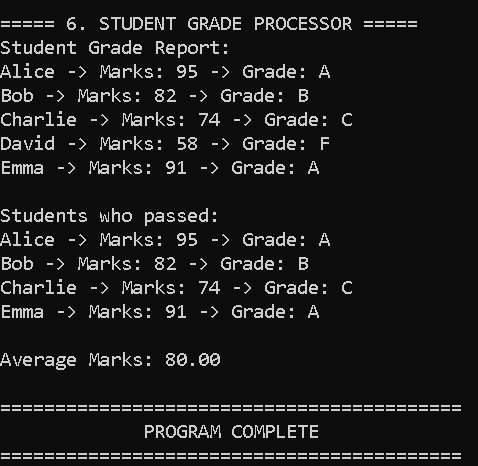 ===== 6. STUDENT GRADE PROCESSOR =====
Student Grade Report:
Alice -> Marks: 95 -> Grade: A
Bob -> Marks: 82 -> Grade: B
Charlie -> Marks: 74 -> Grade: C
David -> Marks: 58 -> Grade: F
Emma -> Marks: 91 -> Grade: A

Students who passed:
Alice -> Marks: 95 -> Grade: A
Bob -> Marks: 82 -> Grade: B
Charlie -> Marks: 74 -> Grade: C
Emma -> Marks: 91 -> Grade: A

Average Marks: 80.00

==========================================
PROGRAM COMPLETE
==========================================